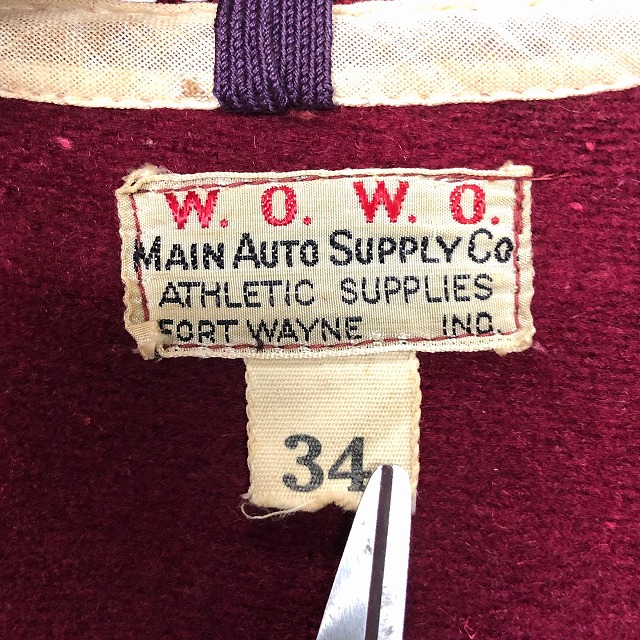 W. O. W. O.
MAIN AUTO SUPPLY CO
ATHLETIC SUPPLIES
FORT WAYNE IND.
34